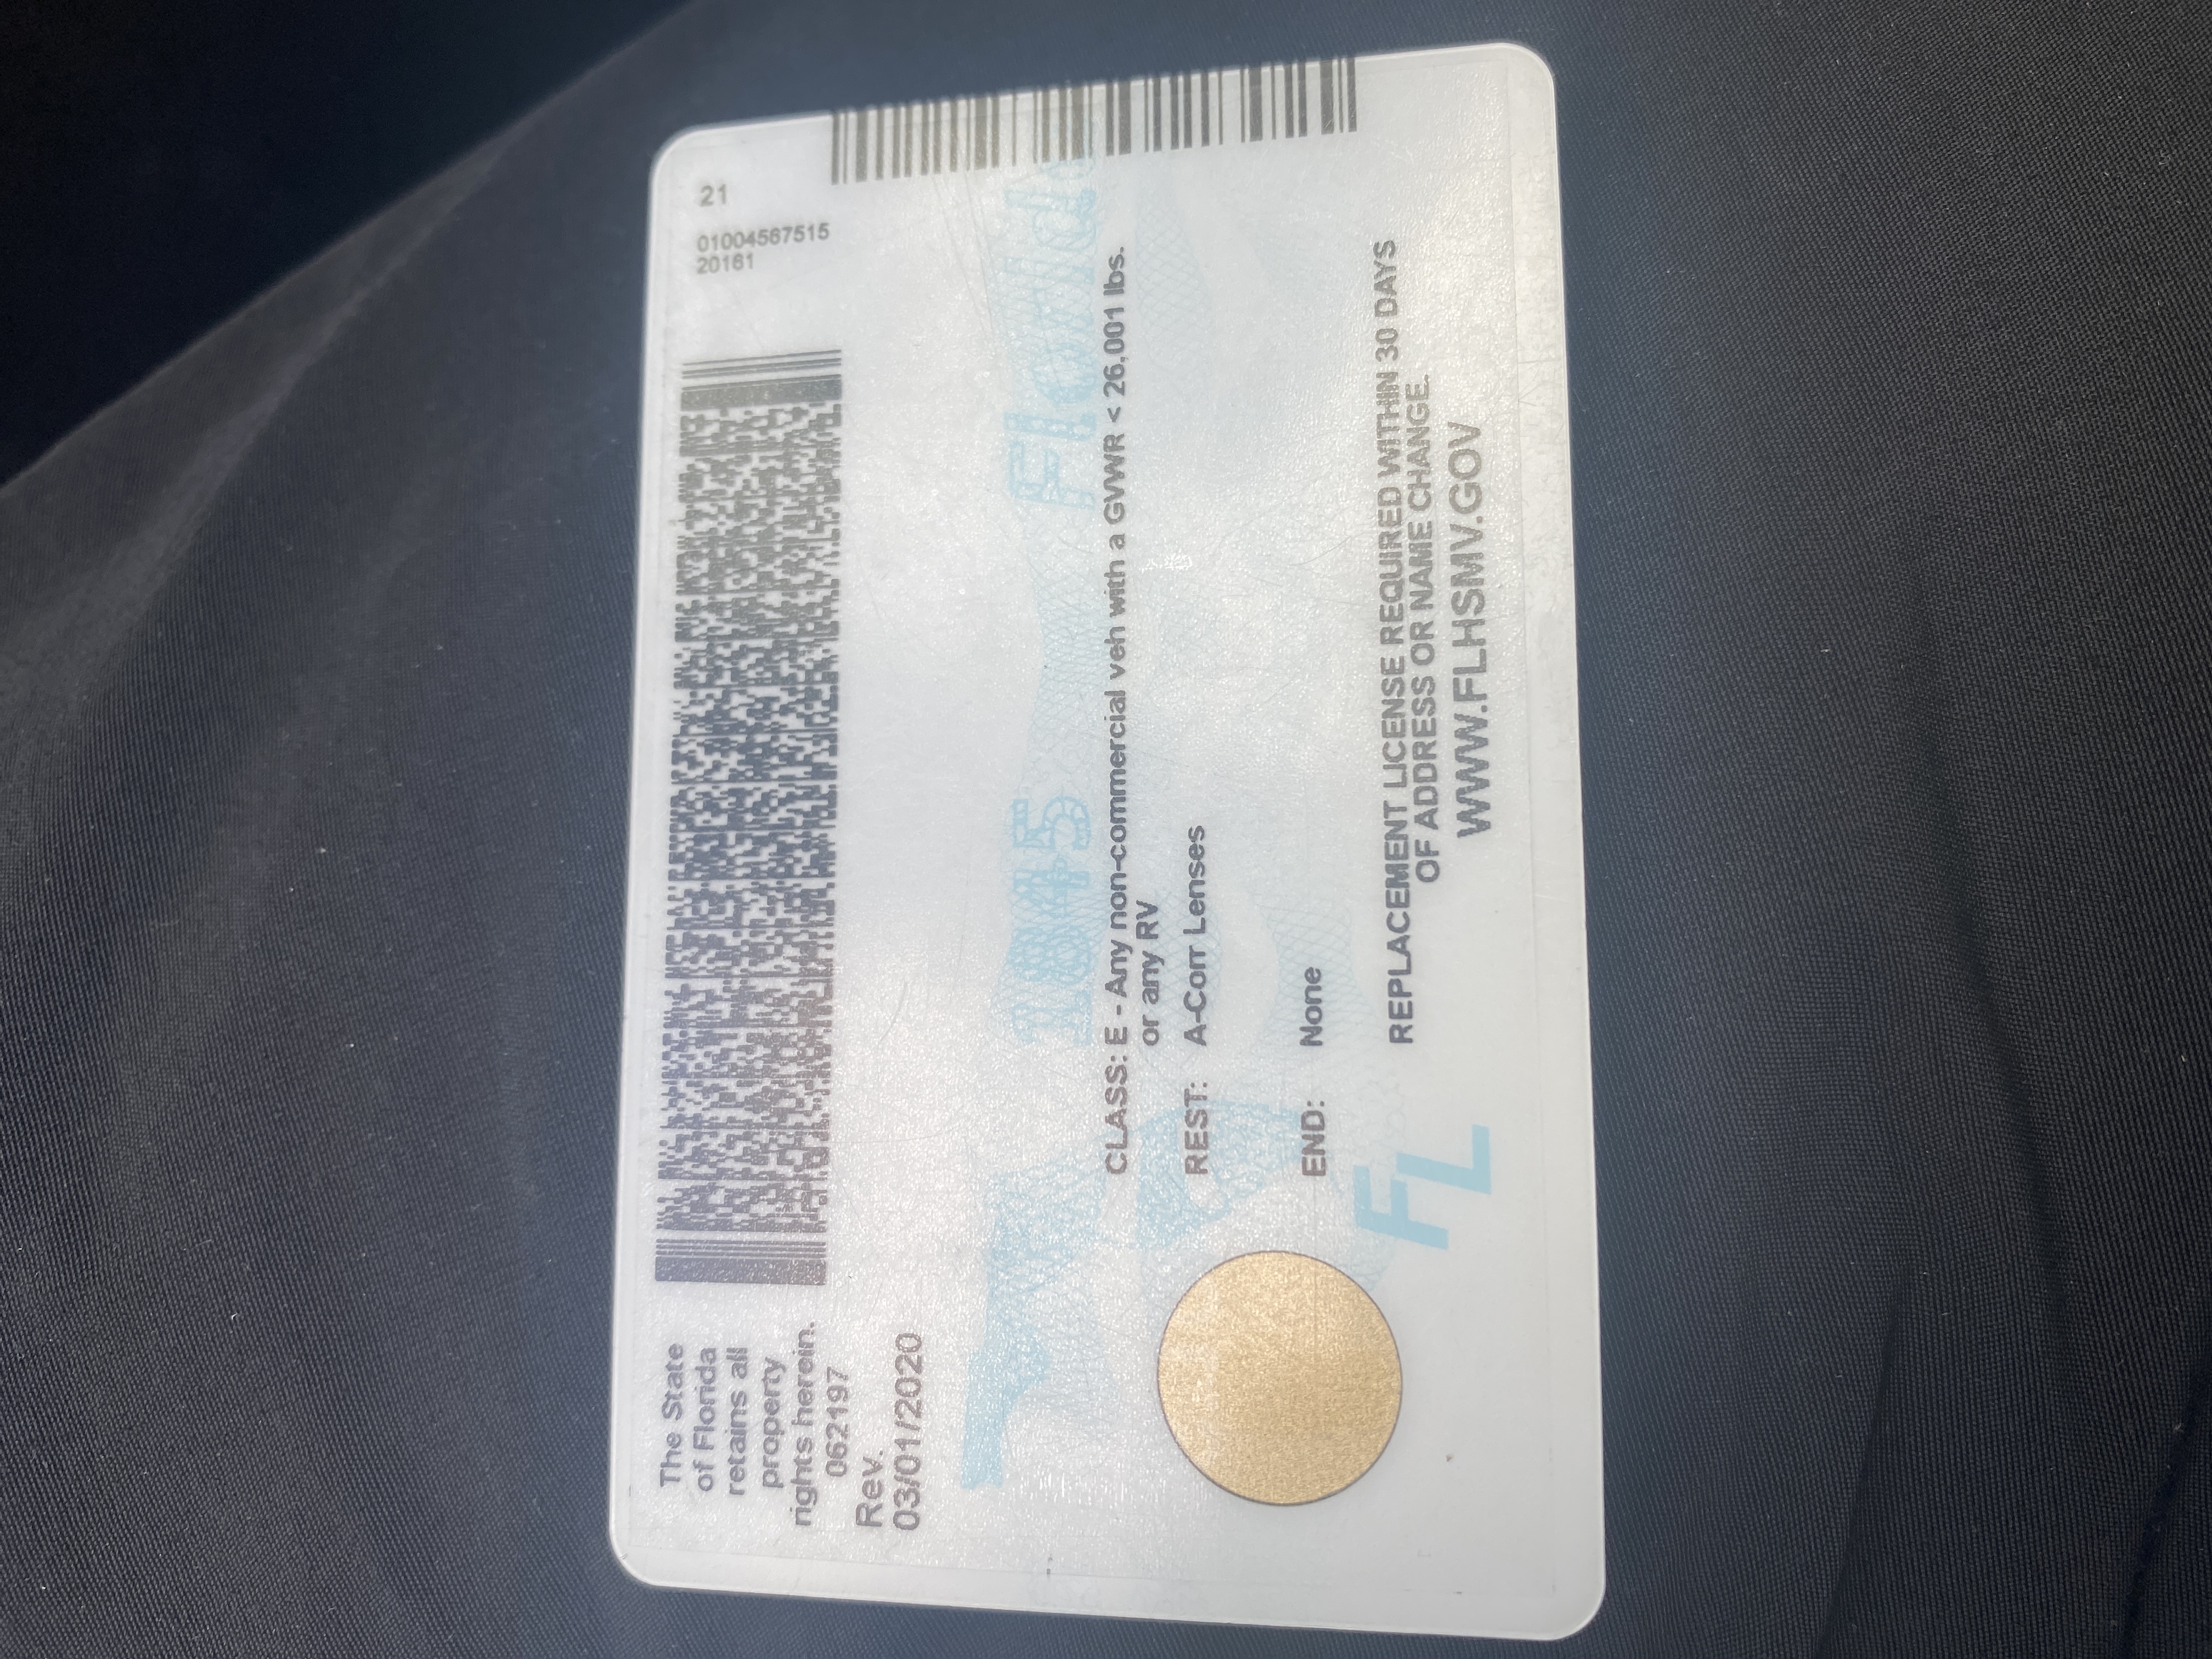 The State
of Florida
retains all
property
rights herein.
062197
Rev.
03/01/2020
21
0100456751​5
20161
1845
Florida
CLASS: E - Any non-commercial veh with a GVWR < 26,001 lbs.
or any RV
REST: A-Corr Lenses
END: None
FL
REPLACEMENT LICENSE REQUIRED WITHIN 30 DAYS
OF ADDRESS OR NAME CHANGE.
WWW.FLHSMV.GOV